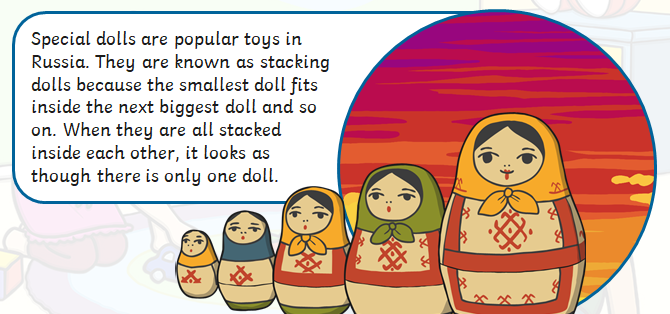 Special dolls are popular toys in
Russia. They are known as stacking
dolls because the smallest doll fits
inside the next biggest doll and so
on. When they are all stacked
inside each other, it looks as
though there is only one doll.